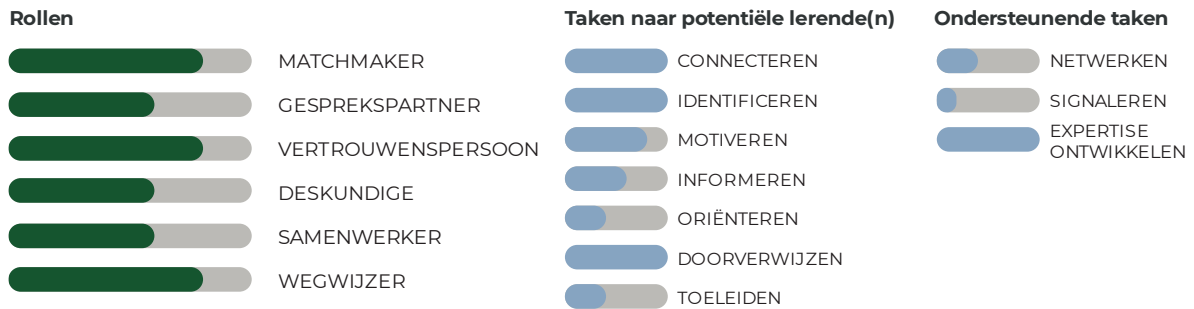 Rollen
MATCHMAKER
GESPREKSPARTNER
VERTROUWENSPERSOON
DESKUNDIGE
SAMENWERKER
WEGWIJZER
Taken naar potentiële lerende(n)
CONNECTEREN
IDENTIFICEREN
MOTIVEREN
INFORMEREN
ORIËNTEREN
DOORVERWIJZEN
TOELEIDEN
Ondersteunende taken
NETWERKEN
SIGNALEREN
EXPERTISE
ONTWIKKELEN